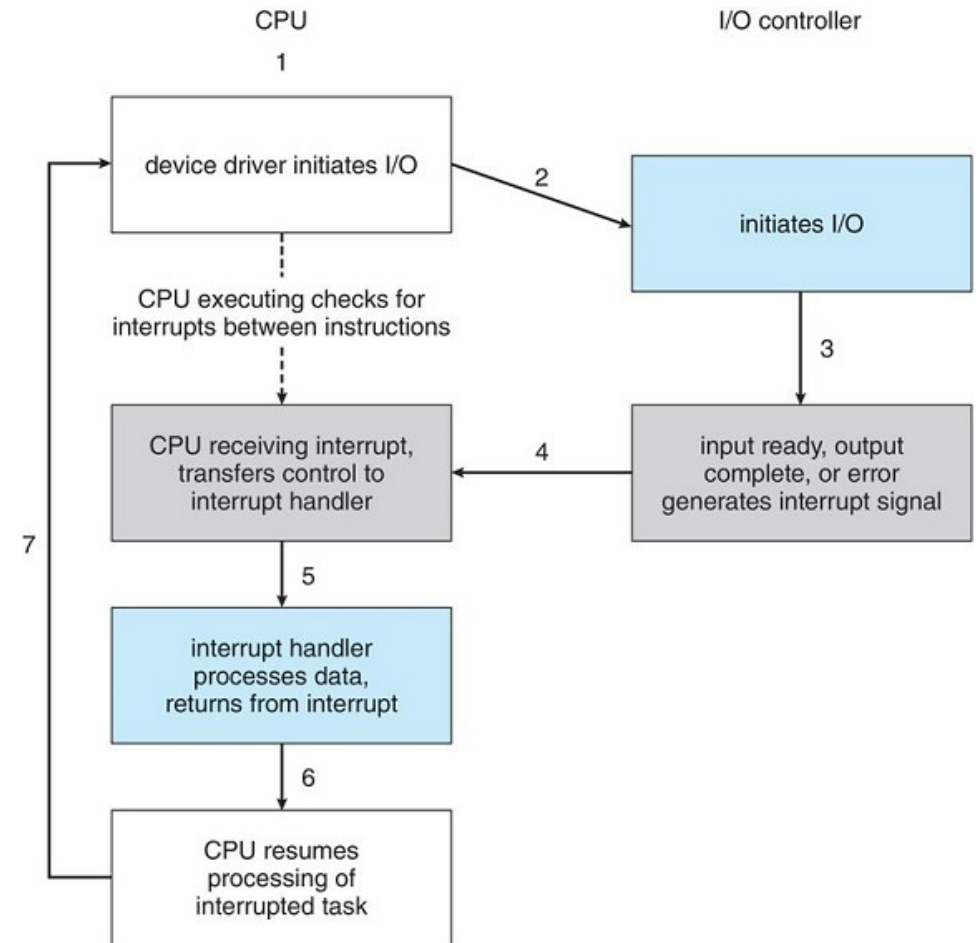 CPU
I/O controller
1
device driver initiates I/O
2
initiates I/O
CPU executing checks for
interrupts between instructions
3
CPU receiving interrupt,
transfers control to
interrupt handler
4
input ready, output
complete, or error
generates interrupt signal
7
5
interrupt handler
processes data,
returns from interrupt
6
CPU resumes
processing of
interrupted task